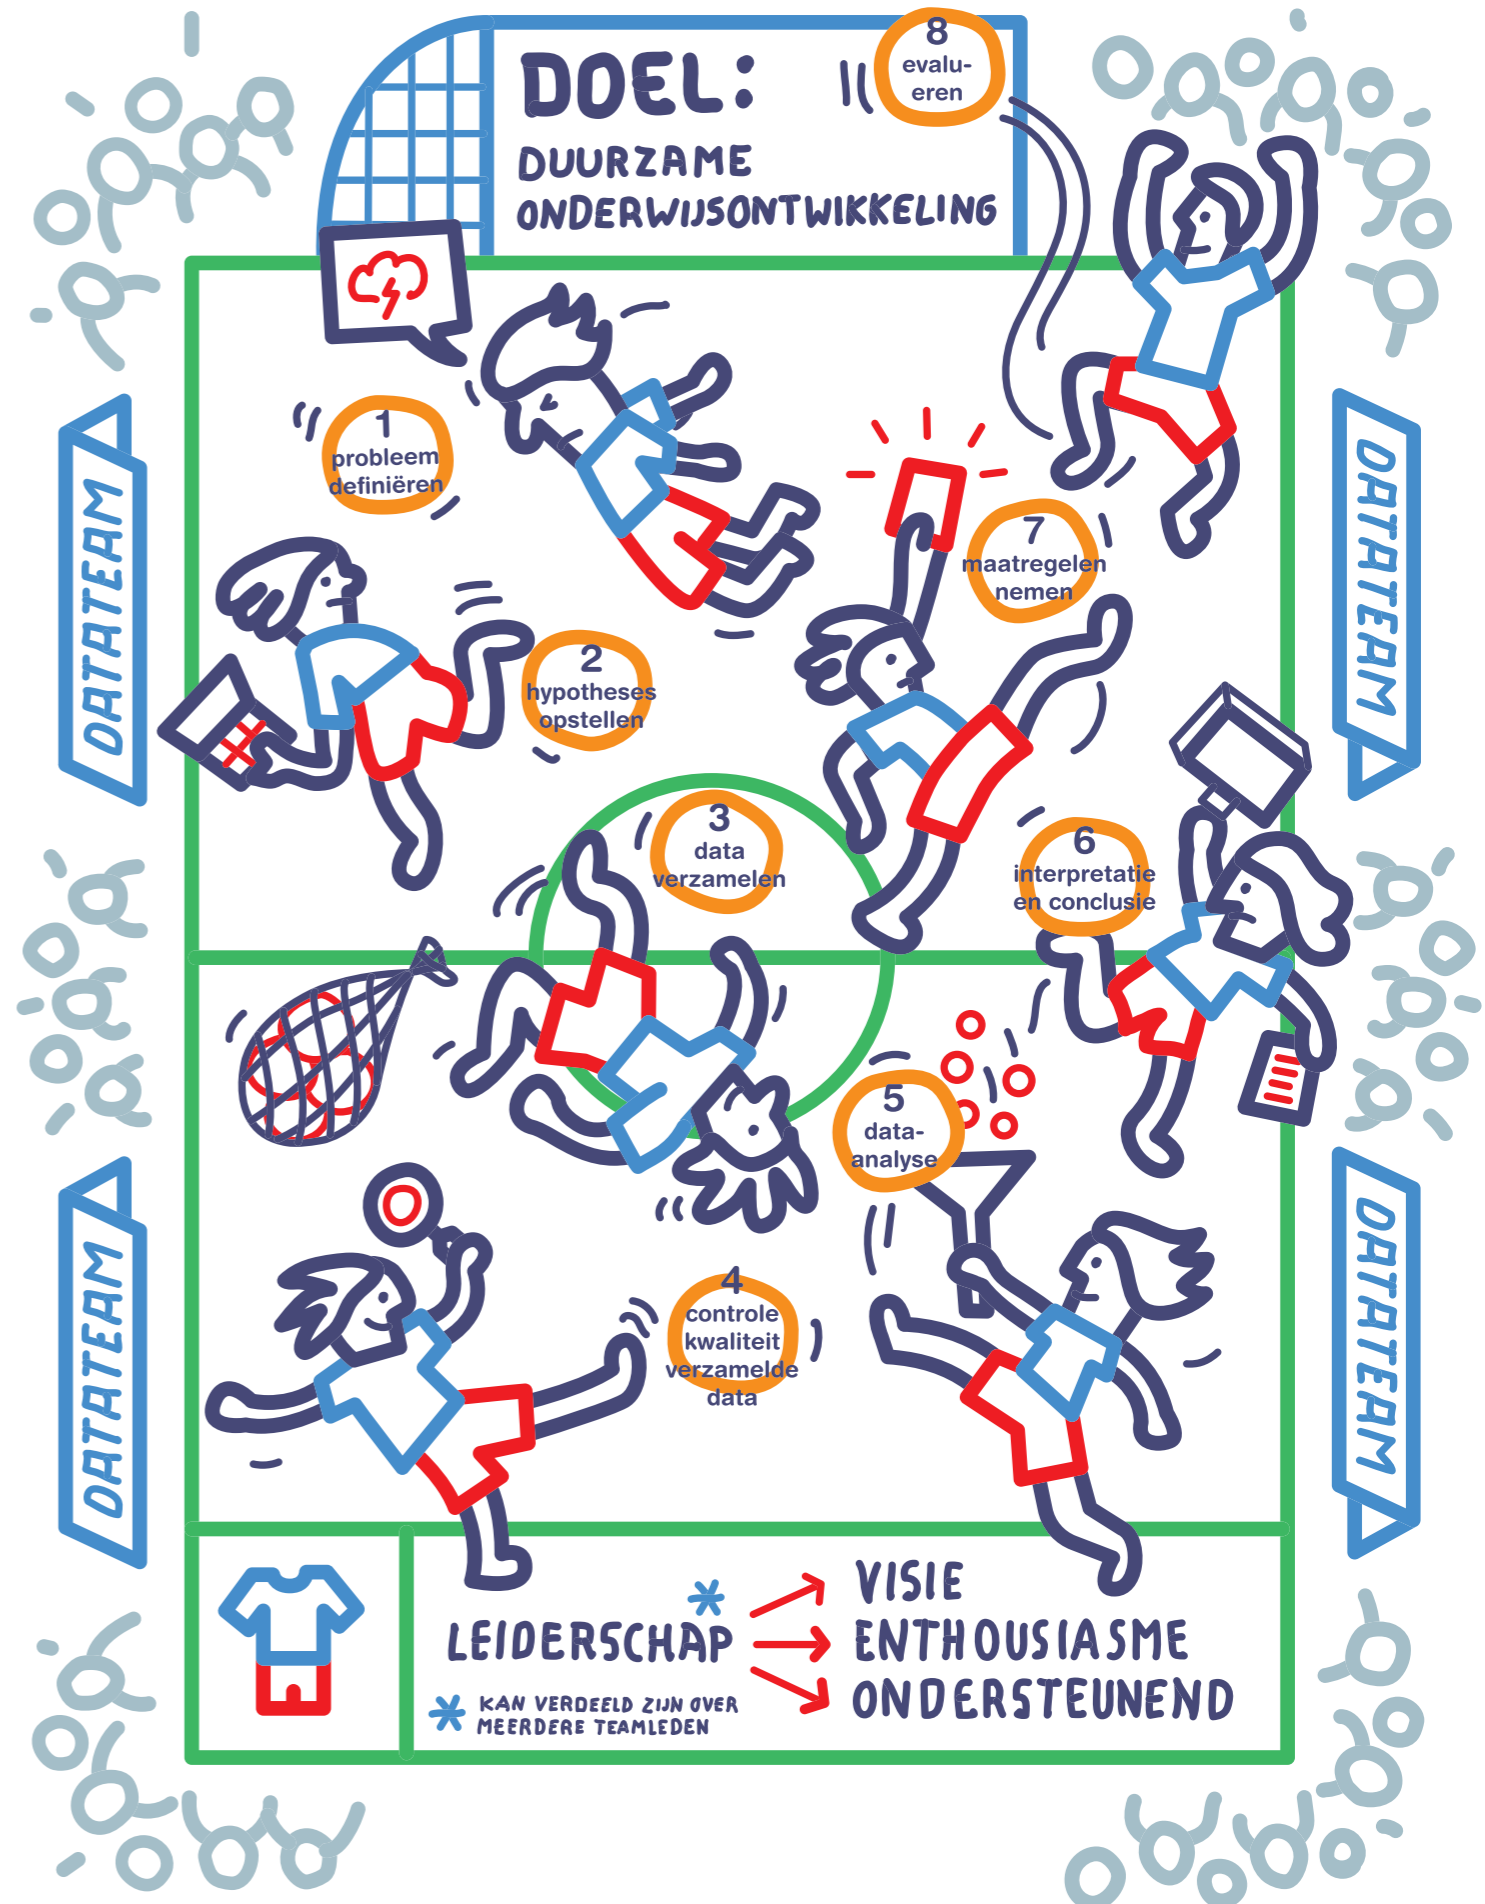 DOEL:
DUURZAME
ONDERWIJSONTWIKKELING
8
evalu-
eren
1
probleem
definiëren
7
maatregelen
nemen
2
hypotheses
opstellen
3
data
verzamelen
6
interpretatie
en conclusie
5
data-
analyse
4
controle
kwaliteit
verzamelde
data
DATATEAM
DATATEAM
DATATEAM
DATATEAM
LEIDERSCHAP*
* KAN VERDEELD ZIJN OVER
MEERDERE TEAMLEDEN
VISIE
ENTHOUSIASME
ONDERSTEUNEND